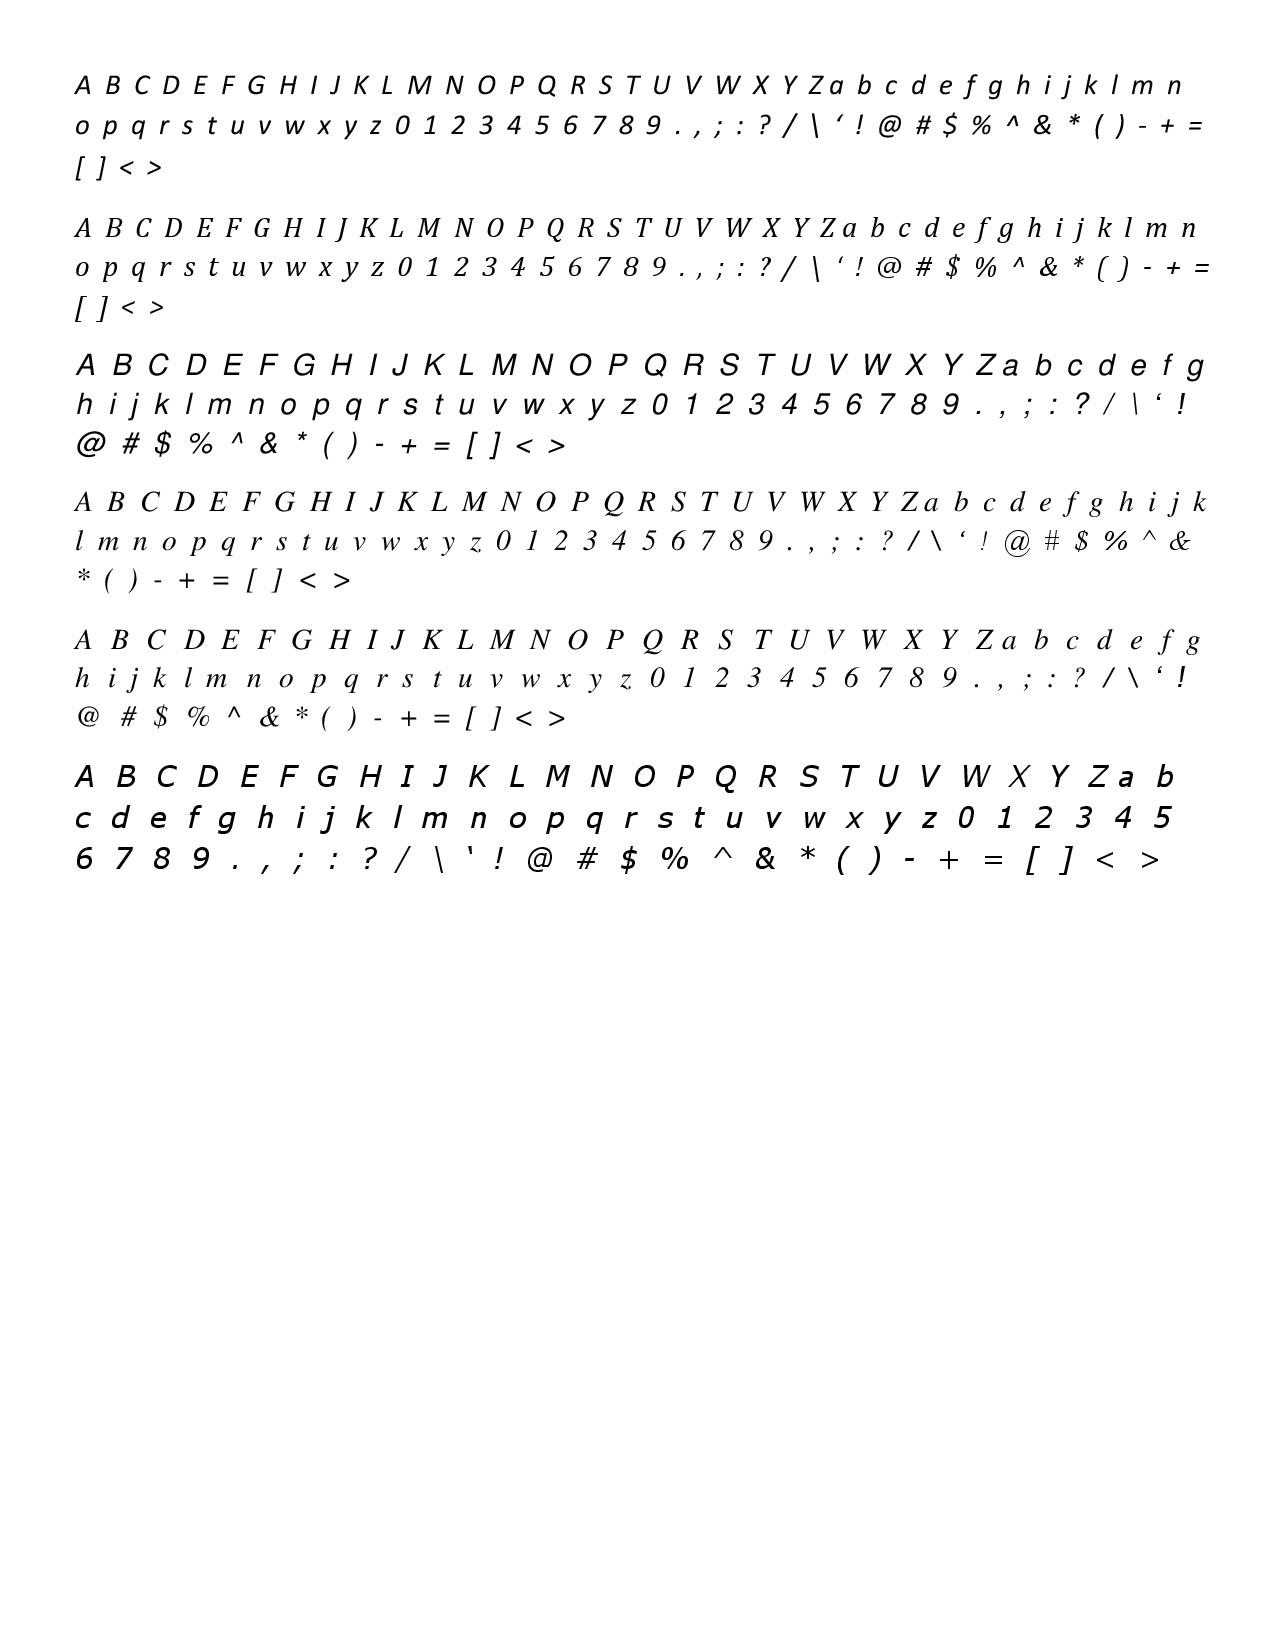 A B C D E F G H I J K L M N O P Q R S T U V W X Y Z a b c d e f g h i j k l m n
o p q r s t u v w x y z 0 1 2 3 4 5 6 7 8 9 . , ; : ? / \ ‘ ! @ # $ % ^ & * ( ) - + =
[ ] < >
A B C D E F G H I J K L M N O P Q R S T U V W X Y Z a b c d e f g h i j k l m n
o p q r s t u v w x y z 0 1 2 3 4 5 6 7 8 9 . , ; : ? / \ ‘ ! @ # $ % ^ & * ( ) - + =
[ ] < >
A B C D E F G H I J K L M N O P Q R S T U V W X Y Z a b c d e f g
h i j k l m n o p q r s t u v w x y z 0 1 2 3 4 5 6 7 8 9 . , ; : ? / \ ‘ !
@ # $ % ^ & * ( ) - + = [ ] < >
A B C D E F G H I J K L M N O P Q R S T U V W X Y Z a b c d e f g h i j k
l m n o p q r s t u v w x y z 0 1 2 3 4 5 6 7 8 9 . , ; : ? / \ ‘ ! @ # $ % ^ &
* ( ) - + = [ ] < >
A B C D E F G H I J K L M N O P Q R S T U V W X Y Z a b c d e f g
h i j k l m n o p q r s t u v w x y z 0 1 2 3 4 5 6 7 8 9 . , ; : ? / \ ‘ !
@ # $ % ^ & * ( ) - + = [ ] < >
A B C D E F G H I J K L M N O P Q R S T U V W X Y Z a b
c d e f g h i j k l m n o p q r s t u v w x y z 0 1 2 3 4 5
6 7 8 9 . , ; : ? / \ ‘ ! @ # $ % ^ & * ( ) - + = [ ] < >